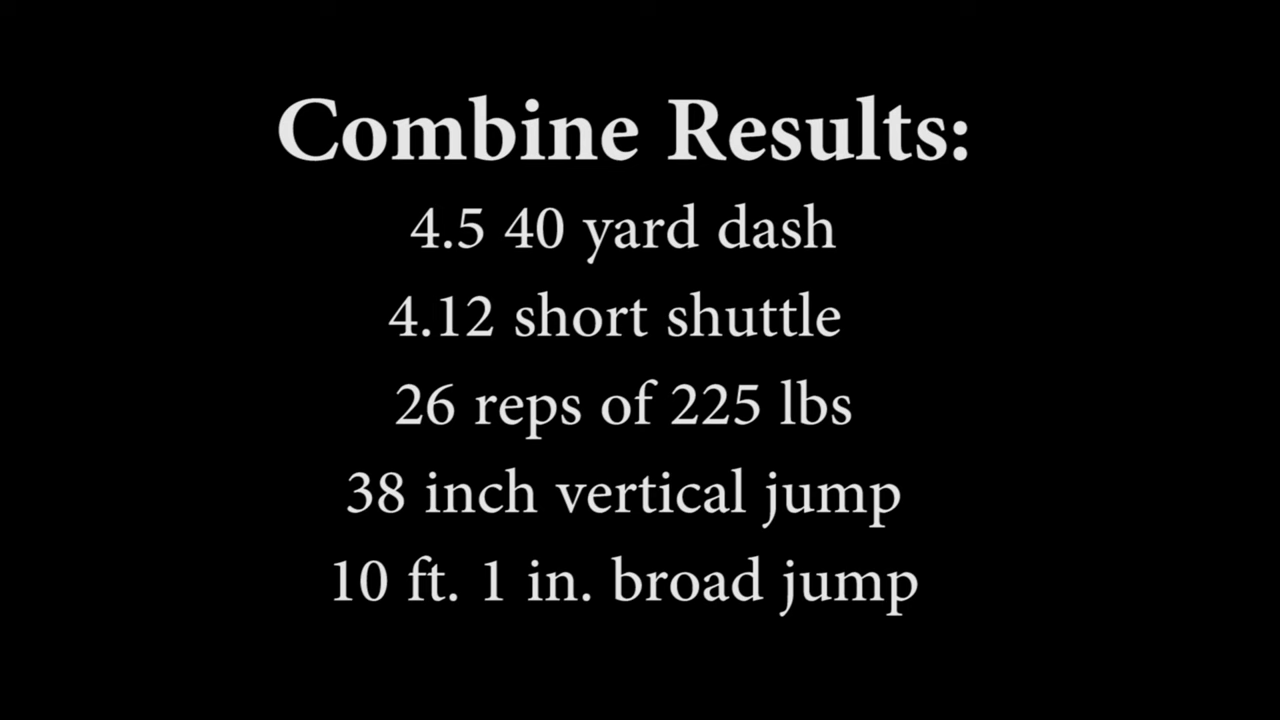 Combine Results:
4.5 40 yard dash
4.12 short shuttle
26 reps of 225 lbs
38 inch vertical jump
10 ft. 1 in. broad jump